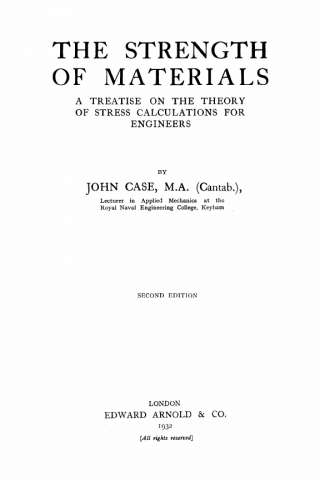 THE STRENGTH
OF MATERIALS
A TREATISE ON THE THEORY
OF STRESS CALCULATIONS FOR
ENGINEERS
BY
JOHN CASE, M.A. (Cantab.),
Lecturer in Applied Mechanics at the
Royal Naval Engineering College, Keyham
SECOND EDITION
LONDON
EDWARD ARNOLD & CO.
1932
[All rights reserved]